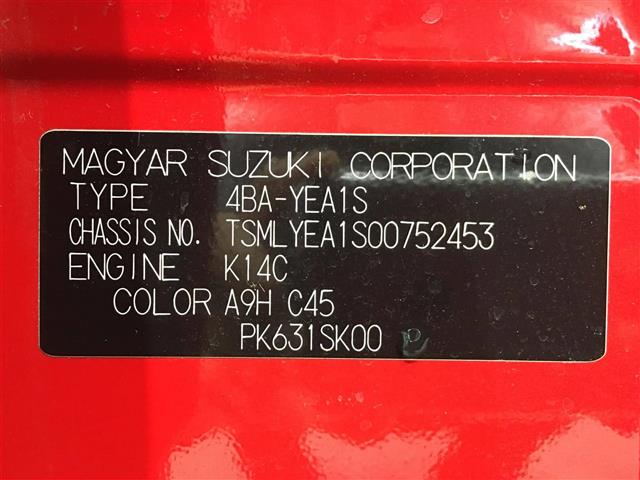 MAGYAR SUZUKI CORPORATION
TYPE 4BA-YEA1S
CHASSIS NO. TSMLYEA1S00752453
ENGINE K14C
COLOR A9H C45
PK631SK00 P